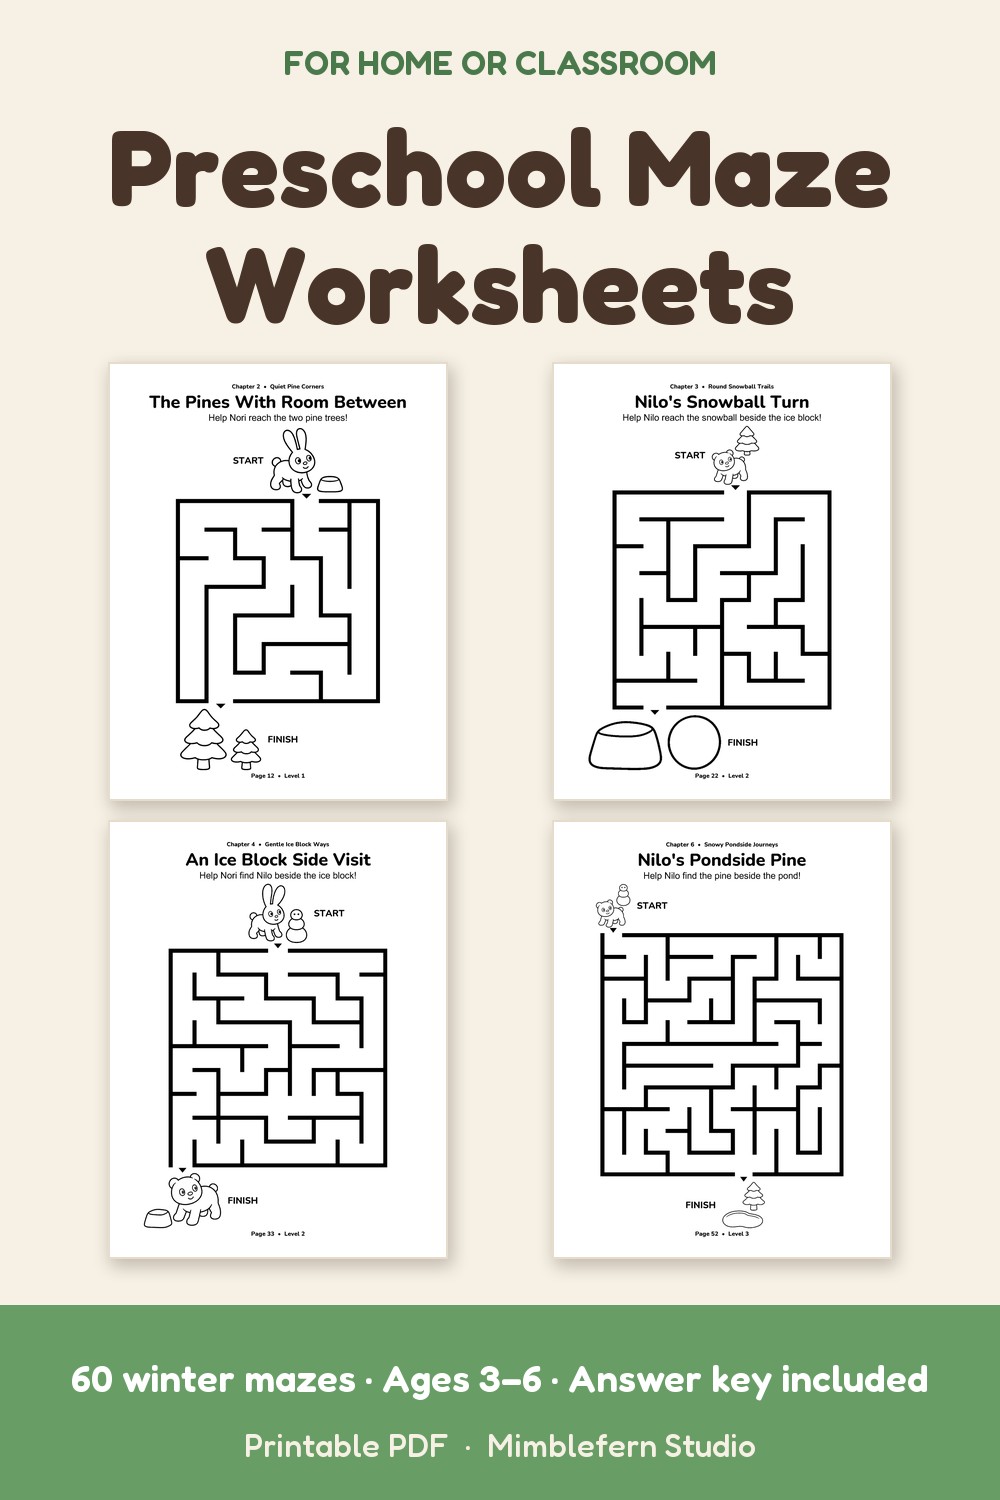 FOR HOME OR CLASSROOM
Preschool Maze
Worksheets
Chapter 2 • Quiet Pine Corners
The Pines With Room Between
Help Nori reach the two pine trees!
START
FINISH
Page 12 • Level 1
Chapter 3 • Round Snowball Trails
Nilo's Snowball Turn
Help Nilo reach the snowball beside the ice block!
START
FINISH
Page 22 • Level 2
Chapter 4 • Gentle Ice Block Ways
An Ice Block Side Visit
Help Nori find Nilo beside the ice block!
START
FINISH
Page 33 • Level 2
Chapter 6 • Snowy Pondside Journeys
Nilo's Pondside Pine
Help Nilo find the pine beside the pond!
START
FINISH
Page 52 • Level 3
60 winter mazes · Ages 3–6 · Answer key included
Printable PDF · Mimblefern Studio